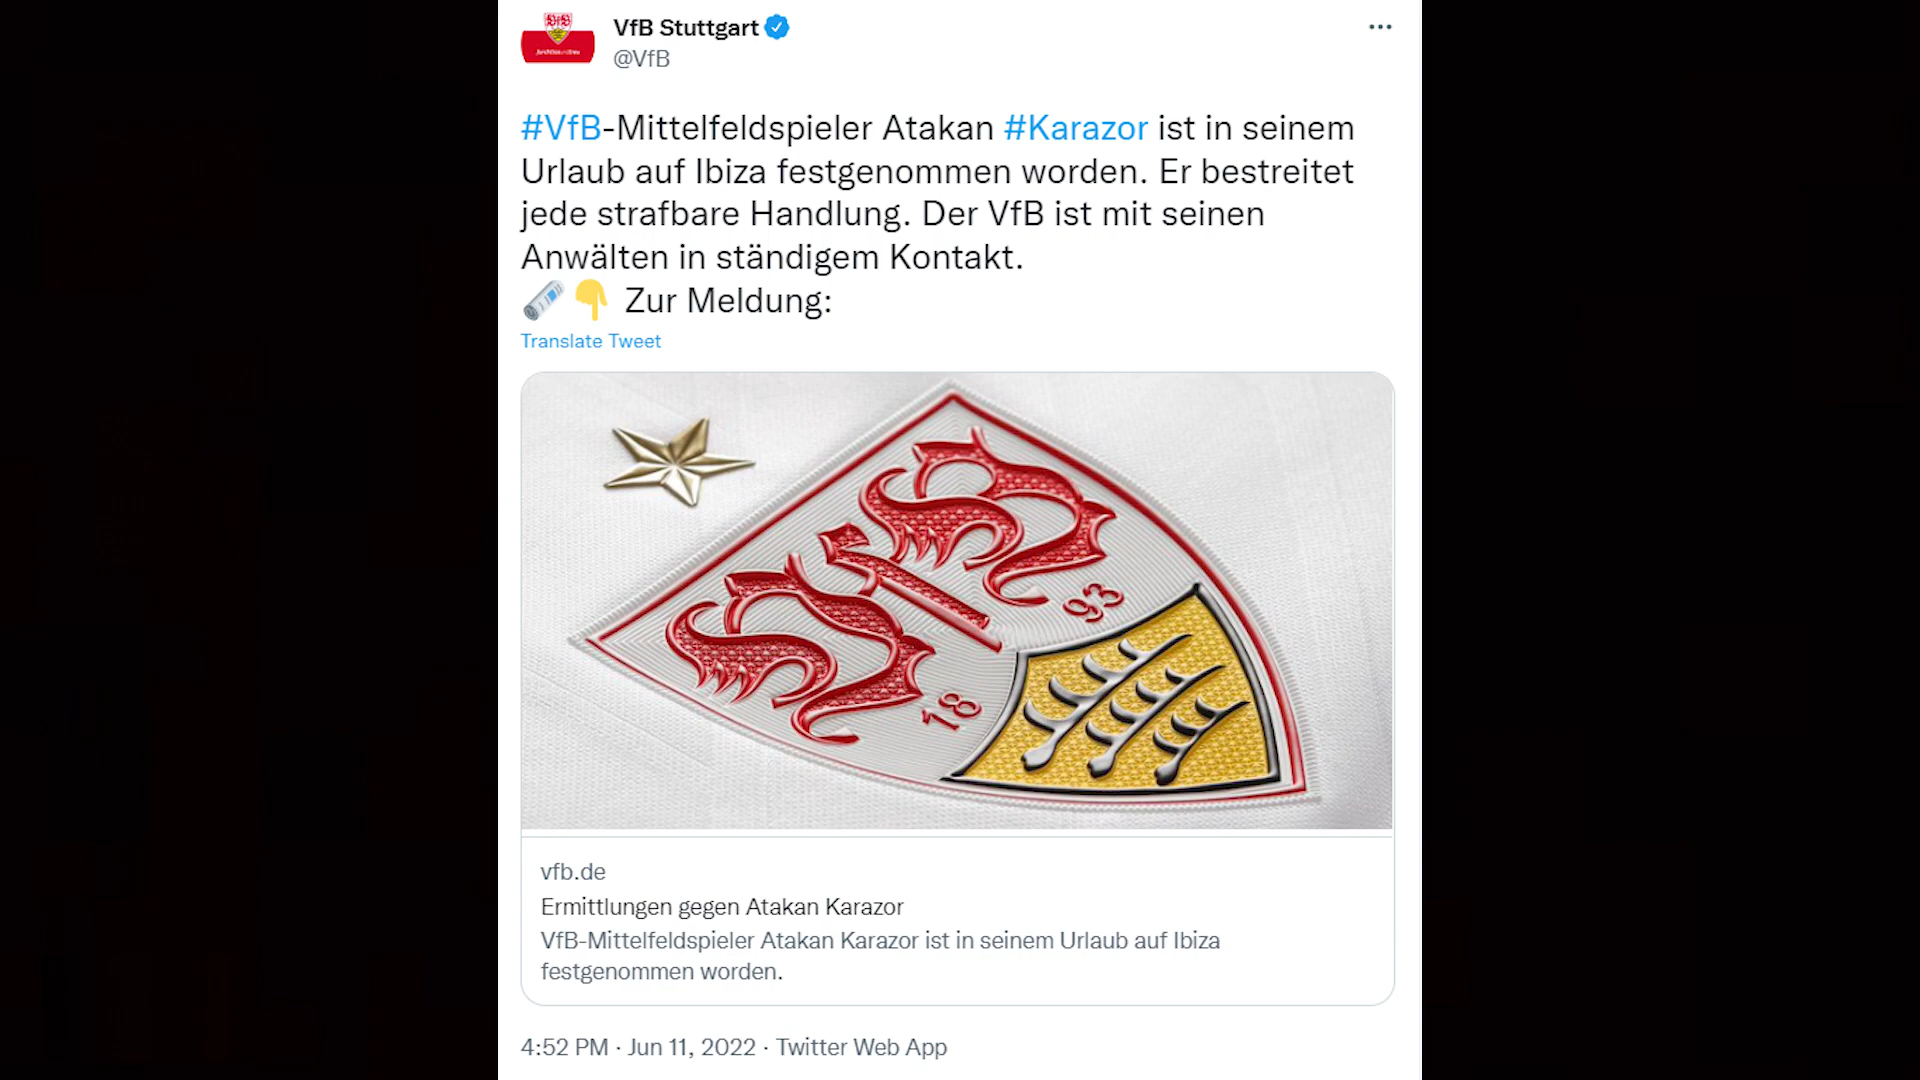 VfB Stuttgart
@VfB
#VfB-Mittelfeldspieler Atakan #Karazor ist in seinem
Urlaub auf Ibiza festgenommen worden. Er bestreitet
jede strafbare Handlung. Der VfB ist mit seinen
Anwälten in ständigem Kontakt.
Zur Meldung:
Translate Tweet
93
18
vfb.de
Ermittlungen gegen Atakan Karazor
VfB-Mittelfeldspieler Atakan Karazor ist in seinem Urlaub auf Ibiza
festgenommen worden.
4:52 PM · Jun 11, 2022 · Twitter Web App